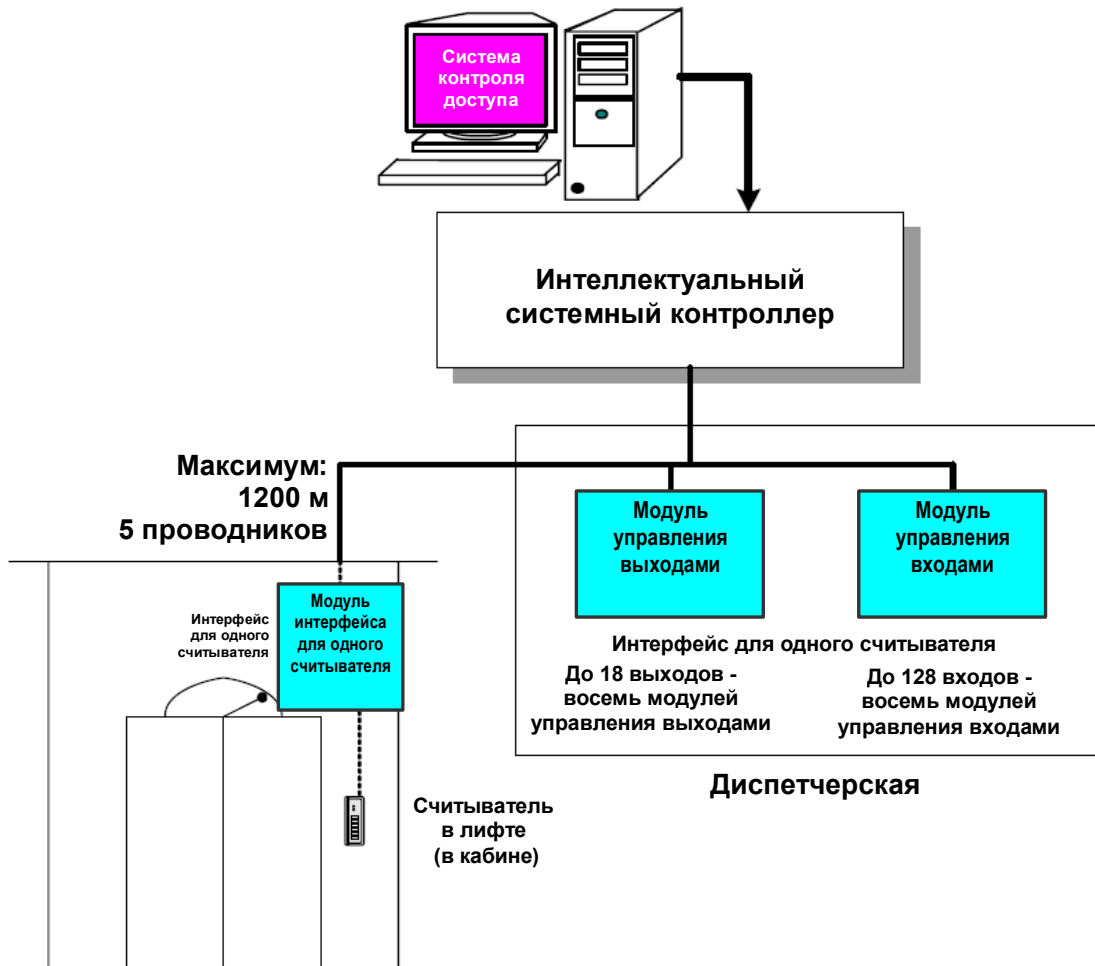 Система
контроля
доступа
Интеллектуальный
системный контроллер
Максимум:
1200 м
5 проводников
Модуль
управления
выходами
Модуль
управления
входами
Модуль
интерфейса
для одного
считывателя
Интерфейс
для одного
считывателя
Интерфейс для одного считывателя
До 18 выходов -
восемь модулей
управления выходами
До 128 входов -
восемь модулей
управления входами
Диспетчерская
Считыватель
в лифте
(в кабине)